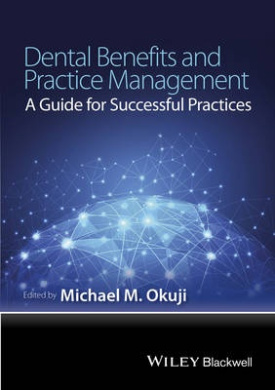 Dental Benefits and
Practice Management
A Guide for Successful Practices
Edited by Michael M. Okuji
WILEY Blackwell